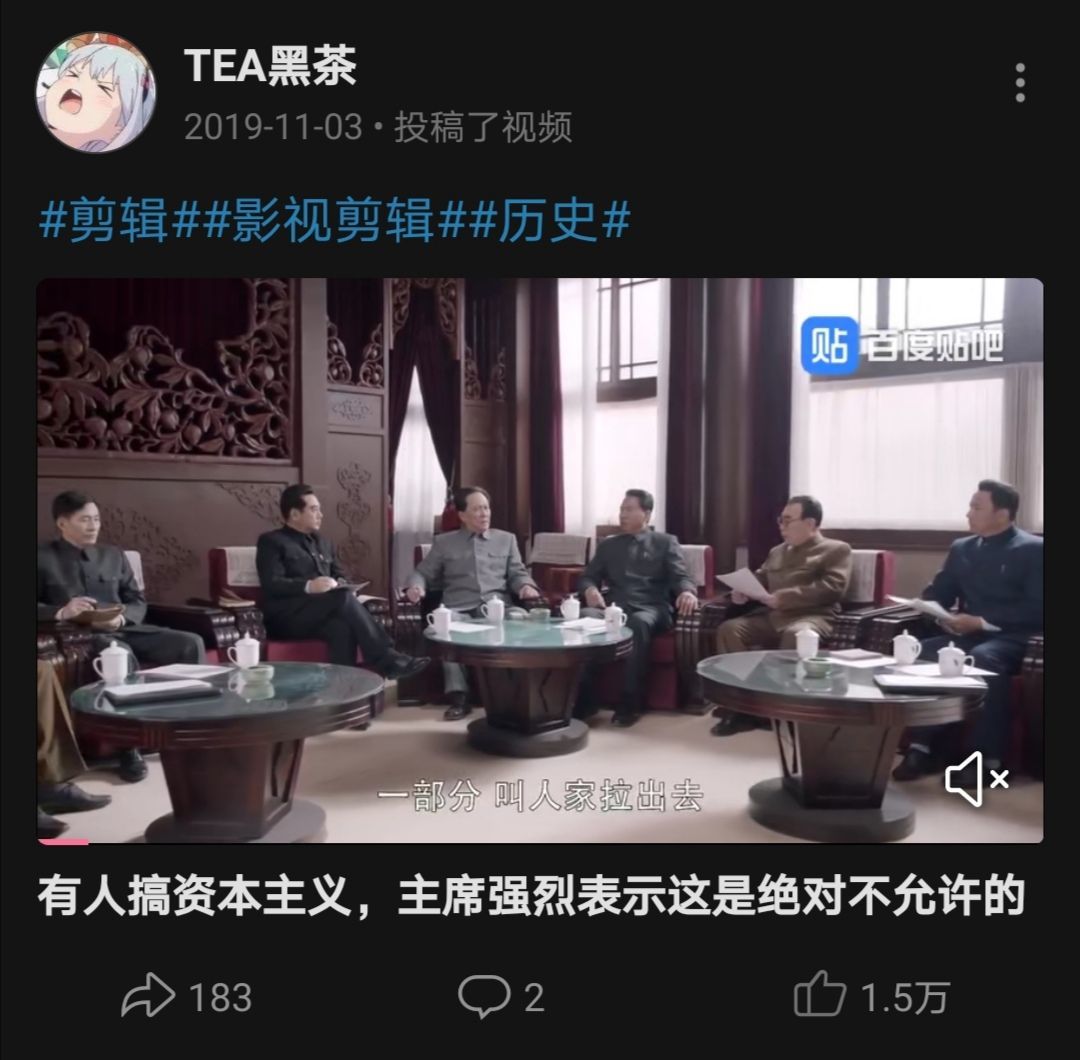 TEA黑茶
2019-11-03 • 投稿了视频
#剪辑##影视剪辑##历史#
贴 百度贴吧
一部分 叫人家拉出去
有人搞资本主义，主席强烈表示这是绝对不允许的
183 2 1.5万